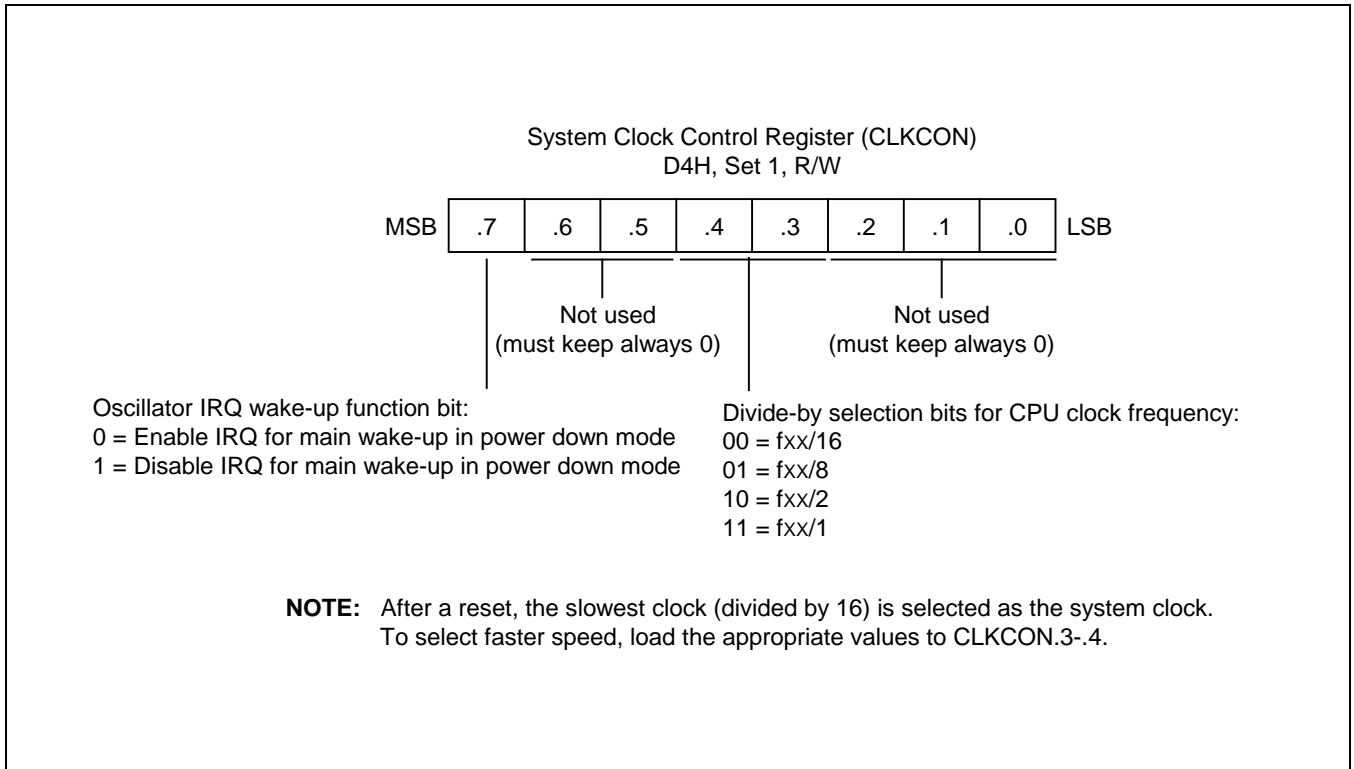 System Clock Control Register (CLKCON)
D4H, Set 1, R/W
MSB .7 .6 .5 .4 .3 .2 .1 .0 LSB
Not used
(must keep always 0)
Not used
(must keep always 0)
Oscillator IRQ wake-up function bit:
0 = Enable IRQ for main wake-up in power down mode
1 = Disable IRQ for main wake-up in power down mode
Divide-by selection bits for CPU clock frequency:
00 = fxx/16
01 = fxx/8
10 = fxx/2
11 = fxx/1
NOTE: After a reset, the slowest clock (divided by 16) is selected as the system clock.
To select faster speed, load the appropriate values to CLKCON.3-.4.